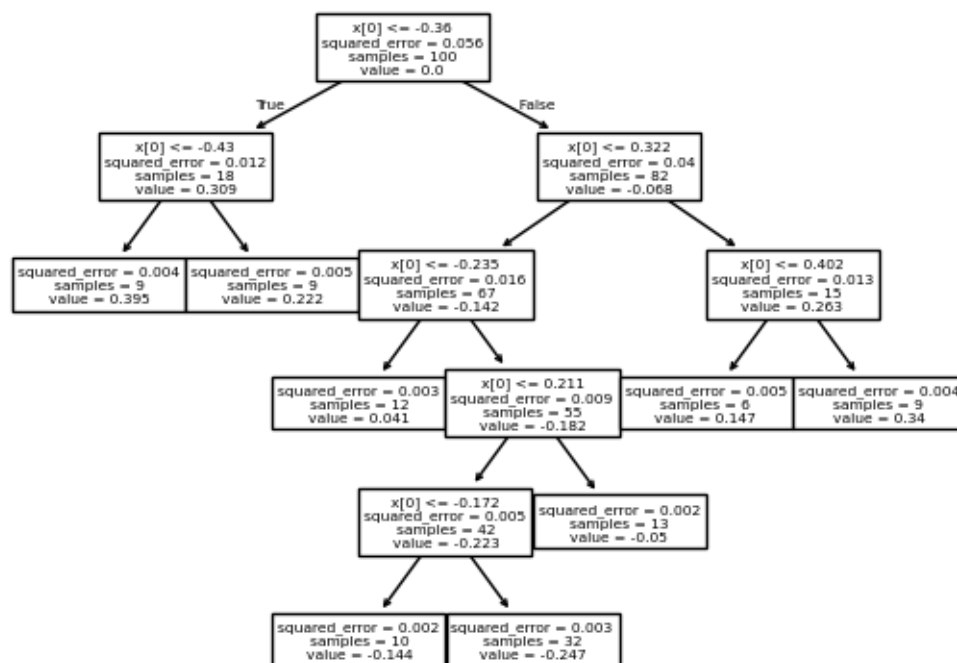 x[0] <= -0.36
squared_error = 0.056
samples = 100
value = 0.0
True
False
x[0] <= -0.43
squared_error = 0.012
samples = 18
value = 0.309
x[0] <= 0.322
squared_error = 0.04
samples = 82
value = -0.068
squared_error = 0.004
samples = 9
value = 0.395
squared_error = 0.005
samples = 9
value = 0.222
x[0] <= -0.235
squared_error = 0.016
samples = 67
value = -0.142
x[0] <= 0.402
squared_error = 0.013
samples = 15
value = 0.263
squared_error = 0.003
samples = 12
value = 0.041
x[0] <= 0.211
squared_error = 0.009
samples = 55
value = -0.182
squared_error = 0.005
samples = 6
value = 0.147
squared_error = 0.004
samples = 9
value = 0.34
x[0] <= -0.172
squared_error = 0.005
samples = 42
value = -0.223
squared_error = 0.002
samples = 13
value = -0.05
squared_error = 0.002
samples = 10
value = -0.144
squared_error = 0.003
samples = 32
value = -0.247